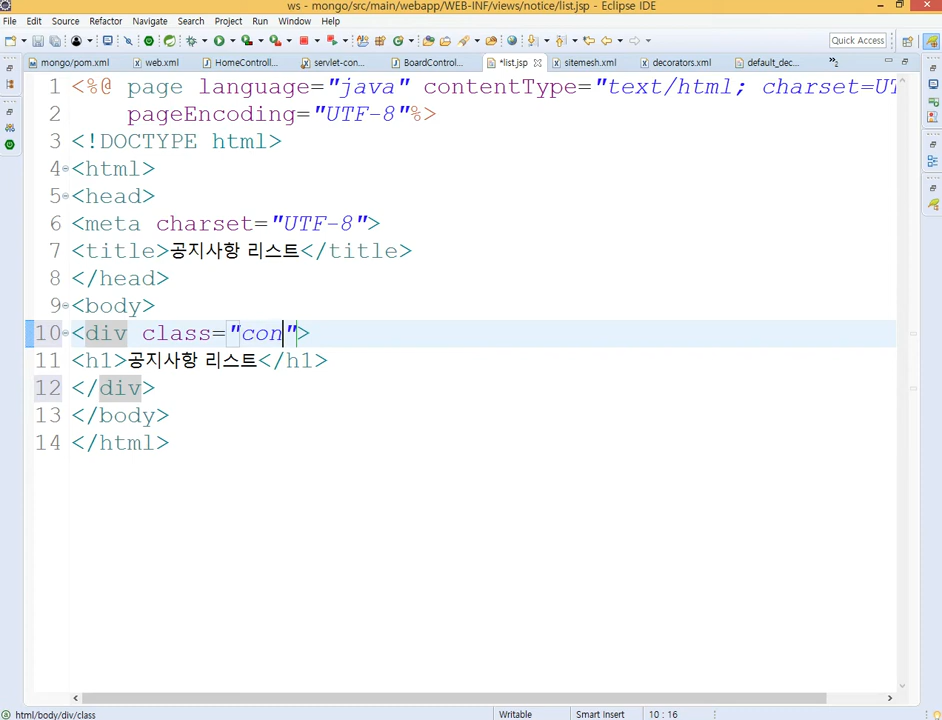 ws - mongo/src/main/webapp/WEB-INF/views/notice/list.jsp - Eclipse IDE
File Edit Source Refactor Navigate Search Project Run Window Help
Quick Access
mongo/pom.xml web.xml HomeControll... servlet-con... BoardControl... *list.jsp sitemesh.xml decorators.xml default_dec... »2
1 <%@ page language="java" contentType="text/html; charset=UT
2 pageEncoding="UTF-8"%>
3 <!DOCTYPE html>
4 <html>
5 <head>
6 <meta charset="UTF-8">
7 <title>공지사항 리스트</title>
8 </head>
9 <body>
10 <div class="con">
11 <h1>공지사항 리스트</h1>
12 </div>
13 </body>
14 </html>
html/body/div/class Writable Smart Insert 10 : 16